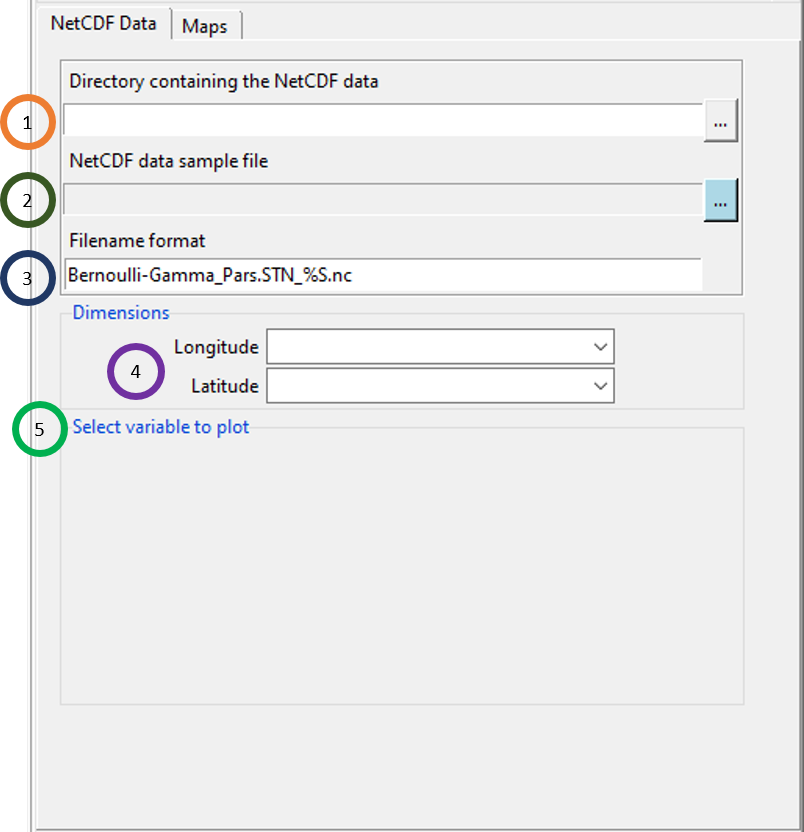 NetCDF Data Maps
Directory containing the NetCDF data
1 ...
NetCDF data sample file
2 ...
Filename format
3 Bernoulli-Gamma_Pars.STN_%S.nc
Dimensions
Longitude
4
Latitude
5 Select variable to plot